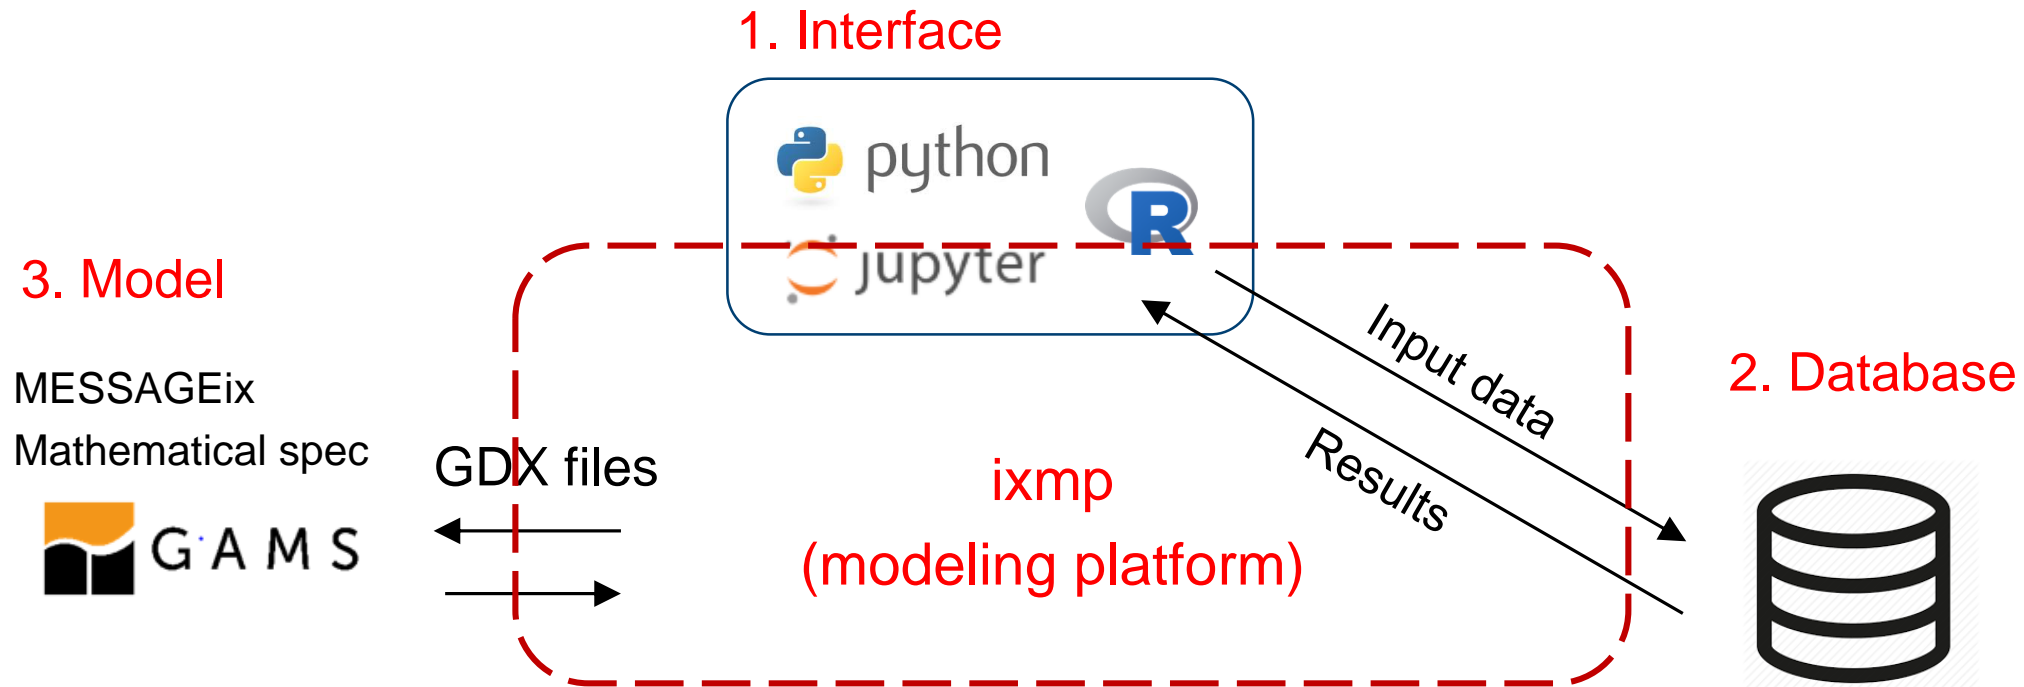 1. Interface
python
R
jupyter
3. Model
MESSAGEix
Mathematical spec
GAMS
GDX files
ixmp
(modeling platform)
Input data
Results
2. Database